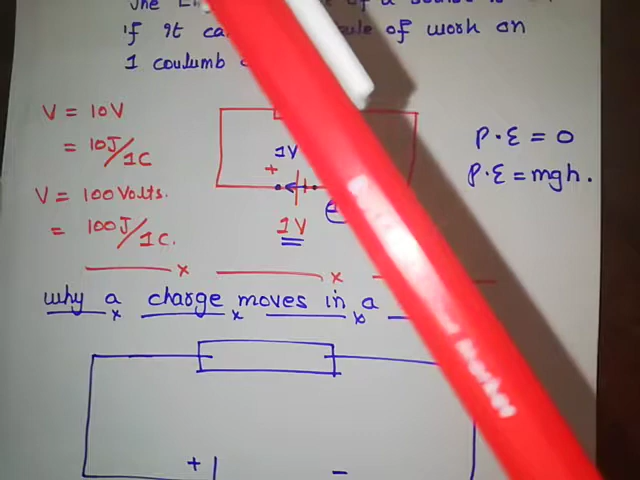 The
if it ca
of work on
1 coulomb
V = 10V
= 10J/1C
V = 100 Volts.
= 100J/1C.
1V
+
1V
P.E = 0
P.E = mgh.
why a charge moves in a
+ -